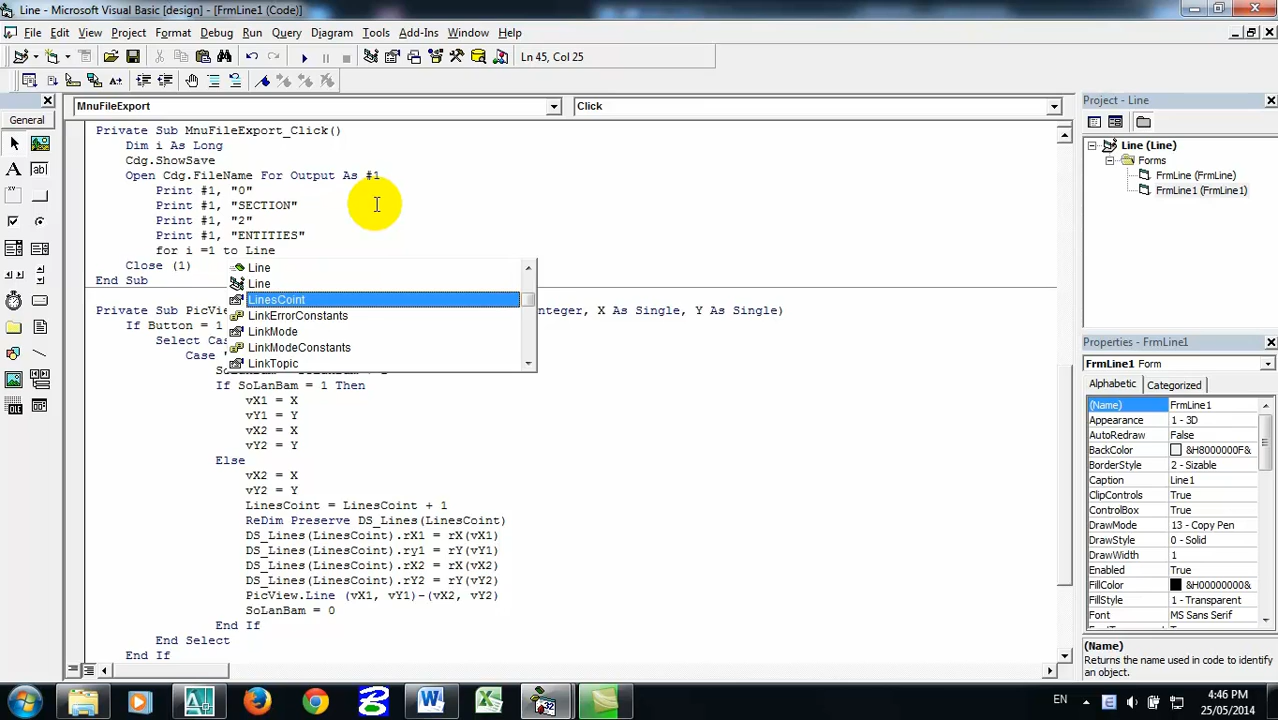 Line - Microsoft Visual Basic [design] - [FrmLine1 (Code)]
File Edit View Project Format Debug Run Query Diagram Tools Add-Ins Window Help
Ln 45, Col 25
General
MnuFileExport
Click
Private Sub MnuFileExport_Click()
Dim i As Long
Cdg.ShowSave
Open Cdg.FileName For Output As #1
Print #1, "0"
Print #1, "SECTION"
Print #1, "2"
Print #1, "ENTITIES"
for i =1 to Line
Close (1)
End Sub
Line
Line
LinesCoint
LinkErrorConstants
LinkMode
LinkModeConstants
LinkTopic
Private Sub PicVie
nteger, X As Single, Y As Single)
If Button = 1
Select Cas
Case
If SoLanBam = 1 Then
vX1 = X
vY1 = Y
vX2 = X
vY2 = Y
Else
vX2 = X
vY2 = Y
LinesCoint = LinesCoint + 1
ReDim Preserve DS_Lines(LinesCoint)
DS_Lines(LinesCoint).rX1 = rX(vX1)
DS_Lines(LinesCoint).ry1 = rY(vY1)
DS_Lines(LinesCoint).rX2 = rX(vX2)
DS_Lines(LinesCoint).rY2 = rY(vY2)
PicView.Line (vX1, vY1)-(vX2, vY2)
SoLanBam = 0
End If
End Select
End If
Project - Line
Line (Line)
Forms
FrmLine (FrmLine)
FrmLine1 (FrmLine1)
Properties - FrmLine1
FrmLine1 Form
Alphabetic Categorized
(Name) FrmLine1
Appearance 1 - 3D
AutoRedraw False
BackColor &H8000000F&
BorderStyle 2 - Sizable
Caption Line1
ClipControls True
ControlBox True
DrawMode 13 - Copy Pen
DrawStyle 0 - Solid
DrawWidth 1
Enabled True
FillColor &H00000000&
FillStyle 1 - Transparent
Font MS Sans Serif
(Name)
Returns the name used in code to identify an object.
EN
4:46 PM
25/05/2014